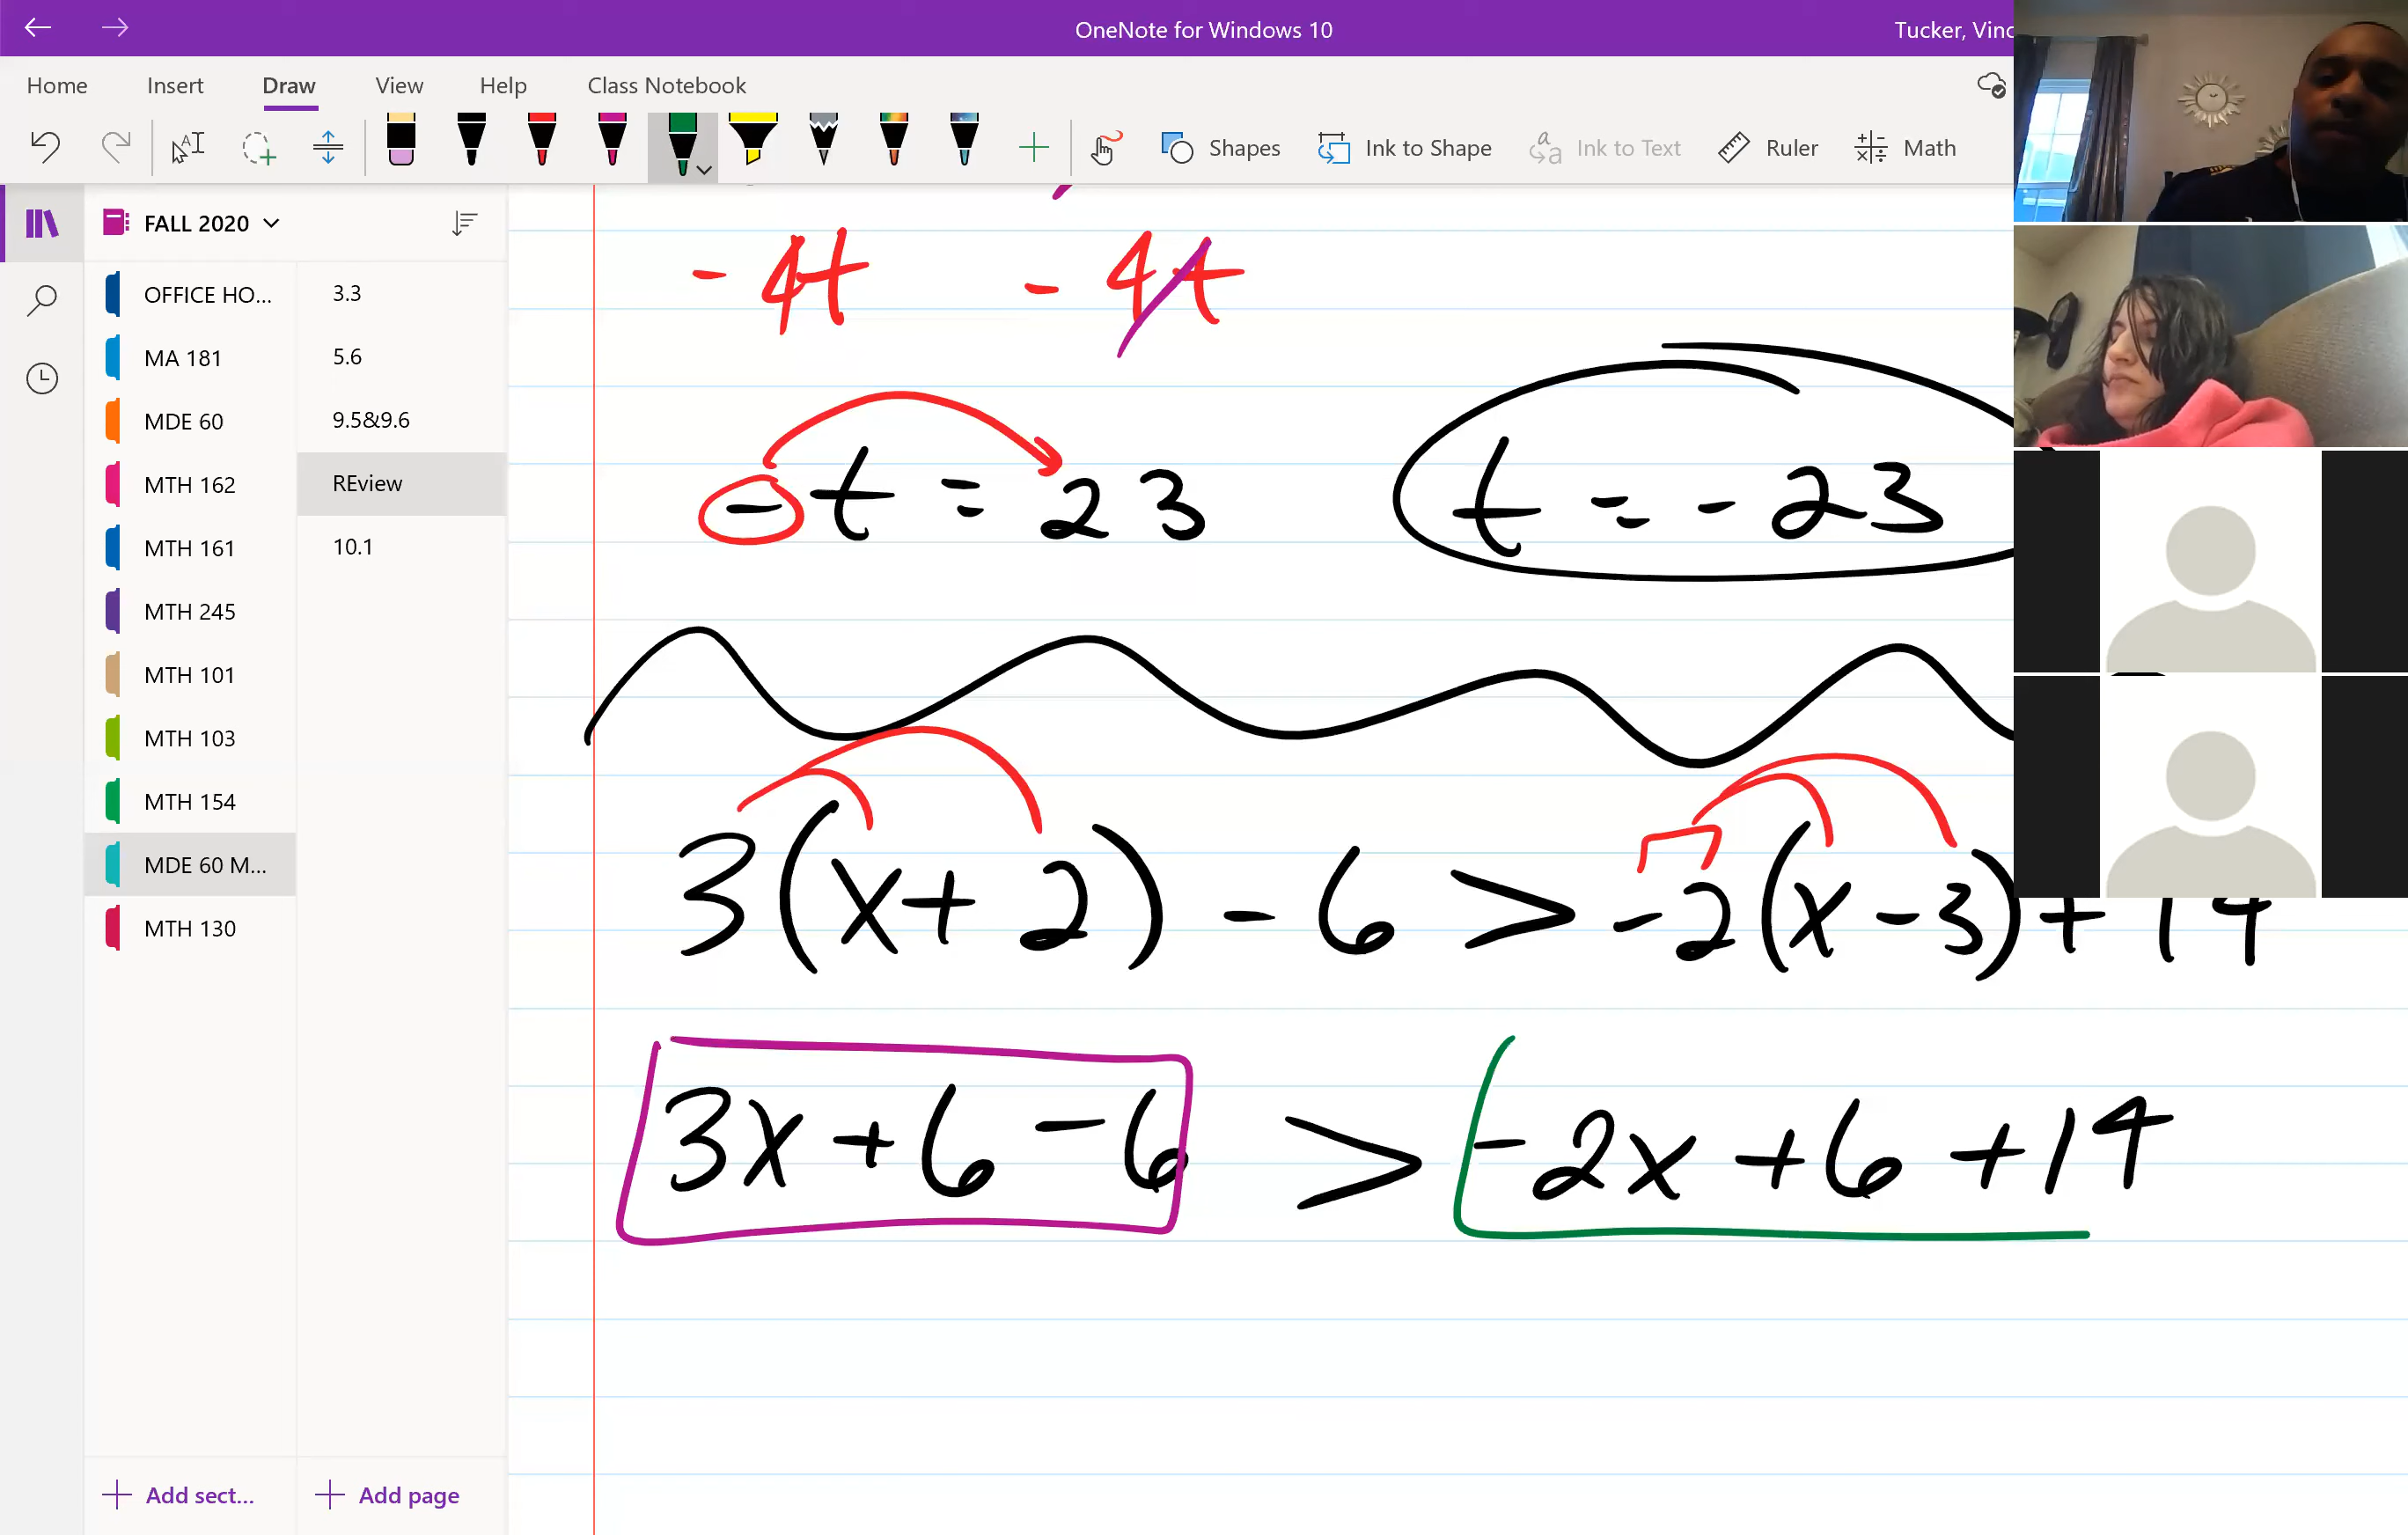 OneNote for Windows 10
Tucker, Vinc
Home Insert Draw View Help Class Notebook
Shapes Ink to Shape Ink to Text Ruler Math
FALL 2020
OFFICE HO...
MA 181
MDE 60
MTH 162
MTH 161
MTH 245
MTH 101
MTH 103
MTH 154
MDE 60 M...
MTH 130
Add sect...
3.3
5.6
9.5&9.6
REview
10.1
Add page
- 4t - 4t
-t = 23 t = -23
3(x+2) - 6 > -2(x-3) + 14
3x + 6 - 6 > -2x + 6 + 14